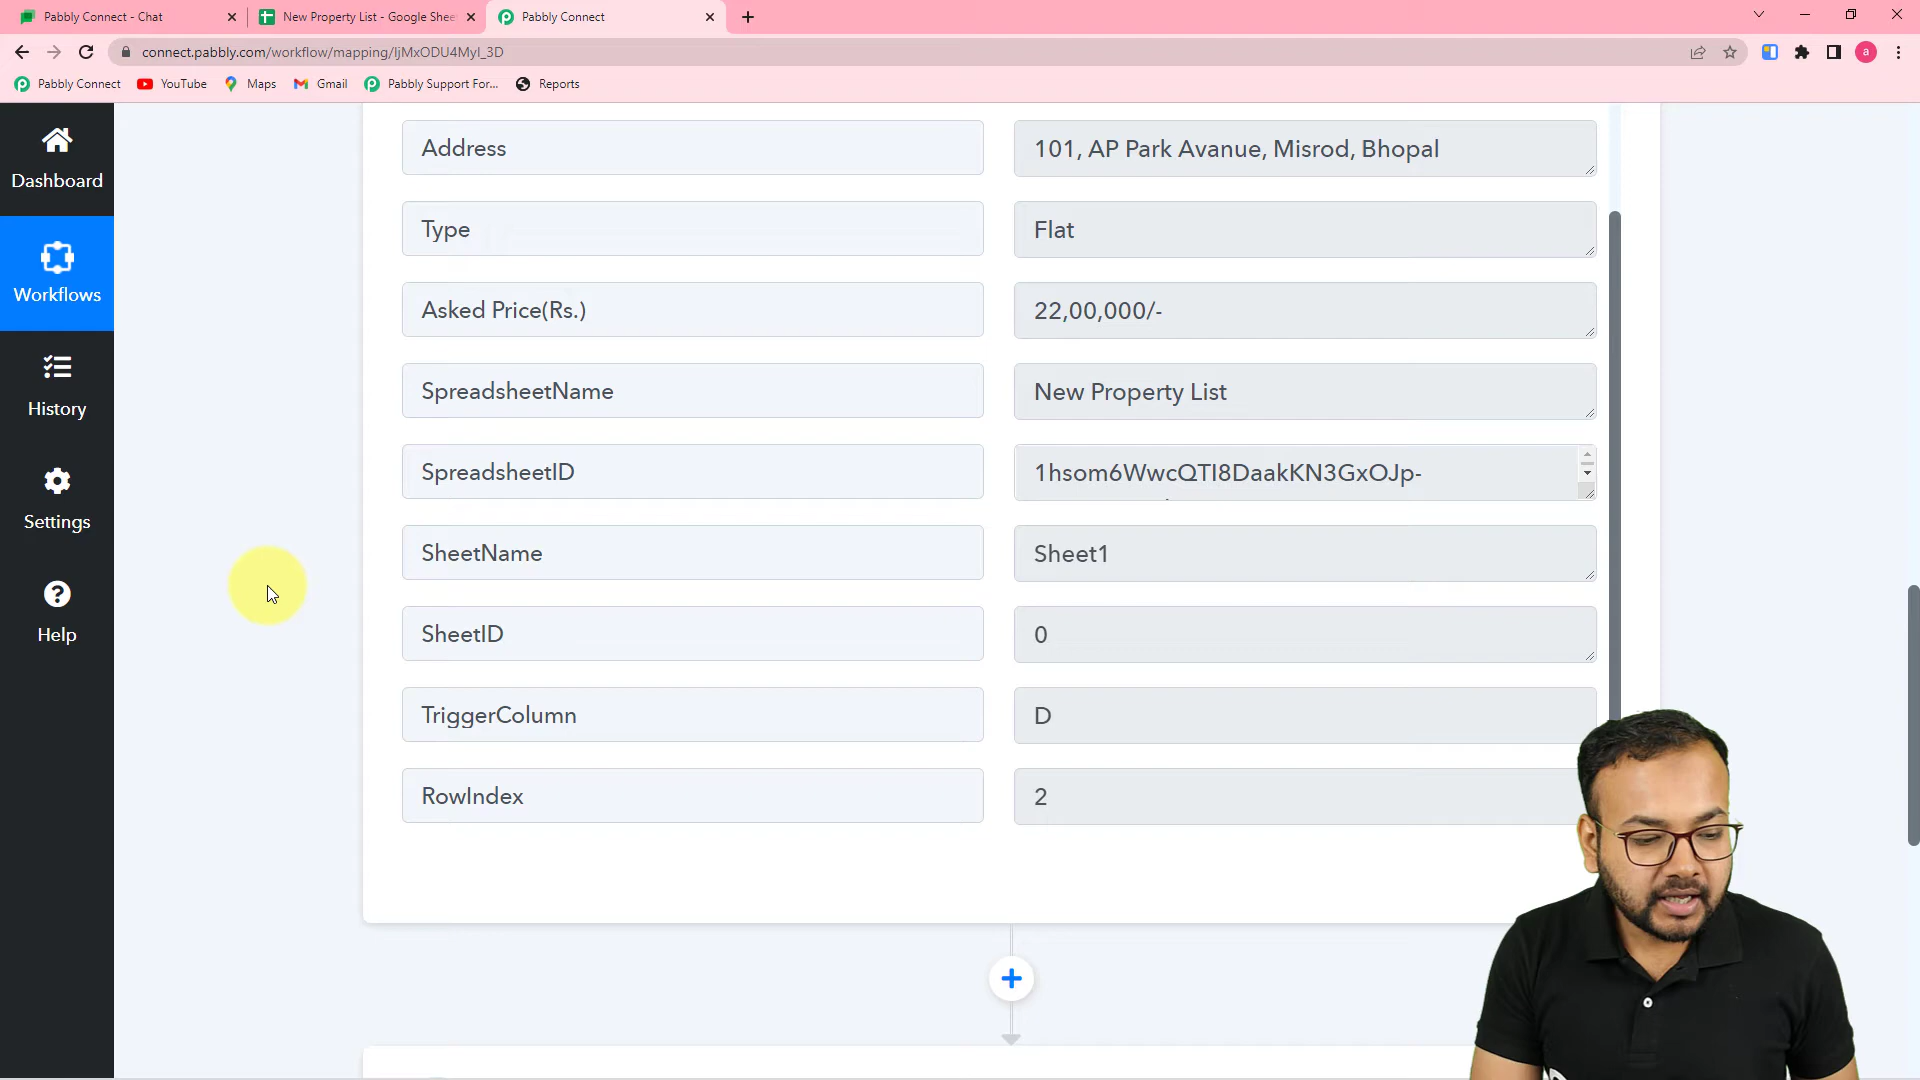 Pabbly Connect - Chat
New Property List - Google Shee
Pabbly Connect
connect.pabbly.com/workflow/mapping/IjMxODU4MyI_3D
a
Pabbly Connect
YouTube
Maps
Gmail
Pabbly Support For...
Reports
Dashboard
Workflows
History
Settings
Help
Address
101, AP Park Avanue, Misrod, Bhopal
Type
Flat
Asked Price(Rs.)
22,00,000/-
SpreadsheetName
New Property List
SpreadsheetID
1hsom6WwcQTI8DaakKN3GxOJp-
SheetName
Sheet1
SheetID
0
TriggerColumn
D
RowIndex
2